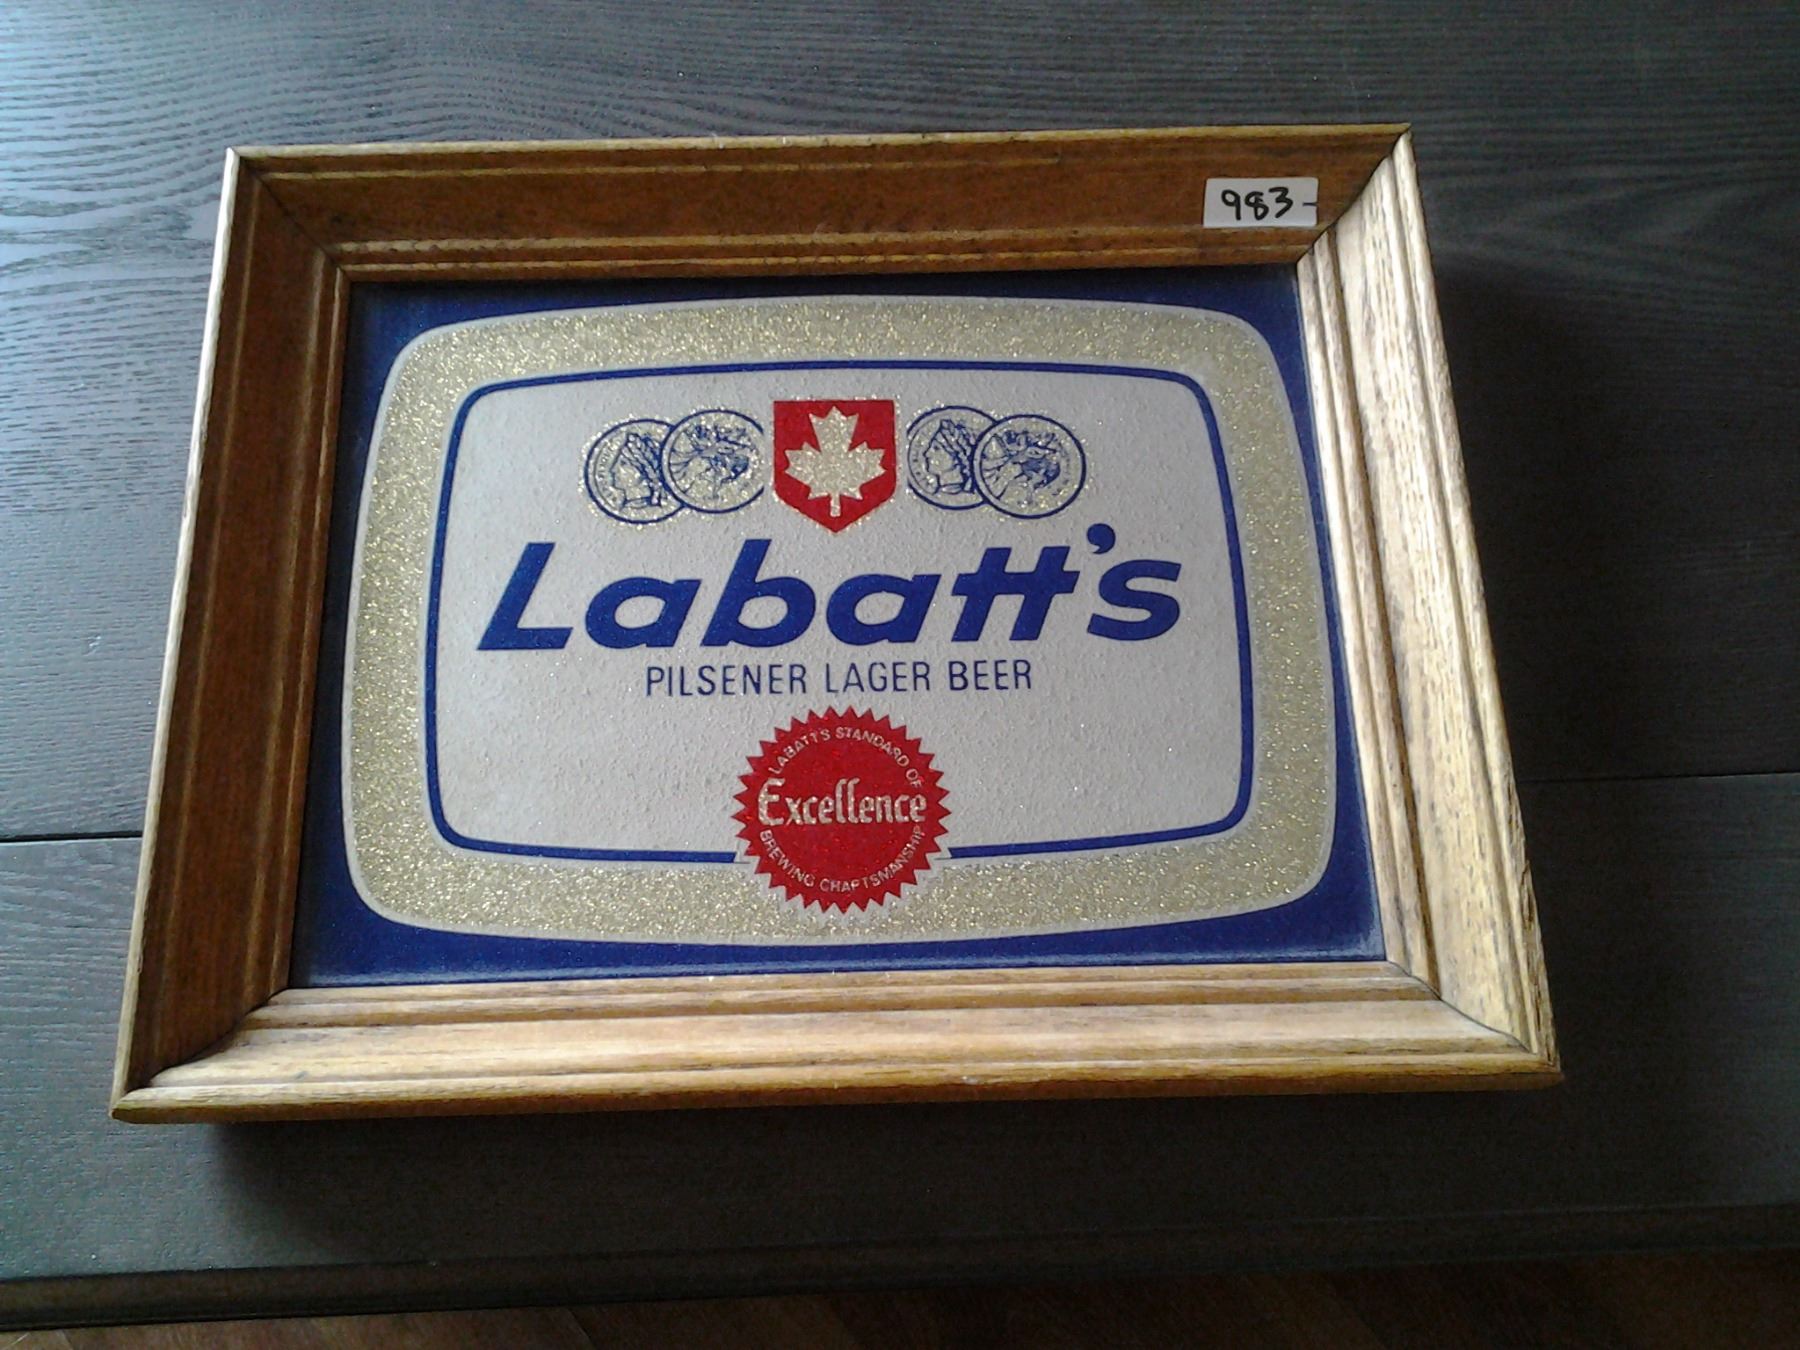 983-
Labatt's
PILSENER LAGER BEER
LABATT'S STANDARD OF
Excellence
BREWING CRAFTSMANSHIP